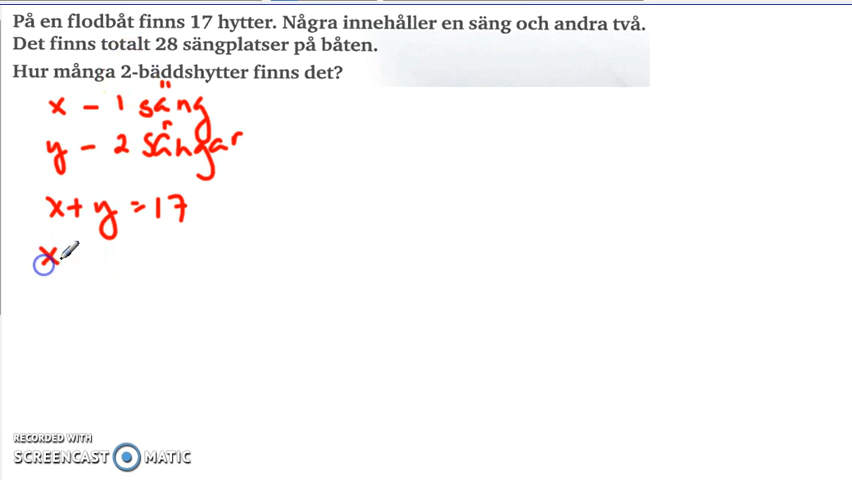 På en flodbåt finns 17 hytter. Några innehåller en säng och andra två.
Det finns totalt 28 sängplatser på båten.
Hur många 2-bäddshytter finns det?
x – 1 säng
y – 2 sängar
x + y = 17
x
RECORDED WITH
SCREENCAST MATIC